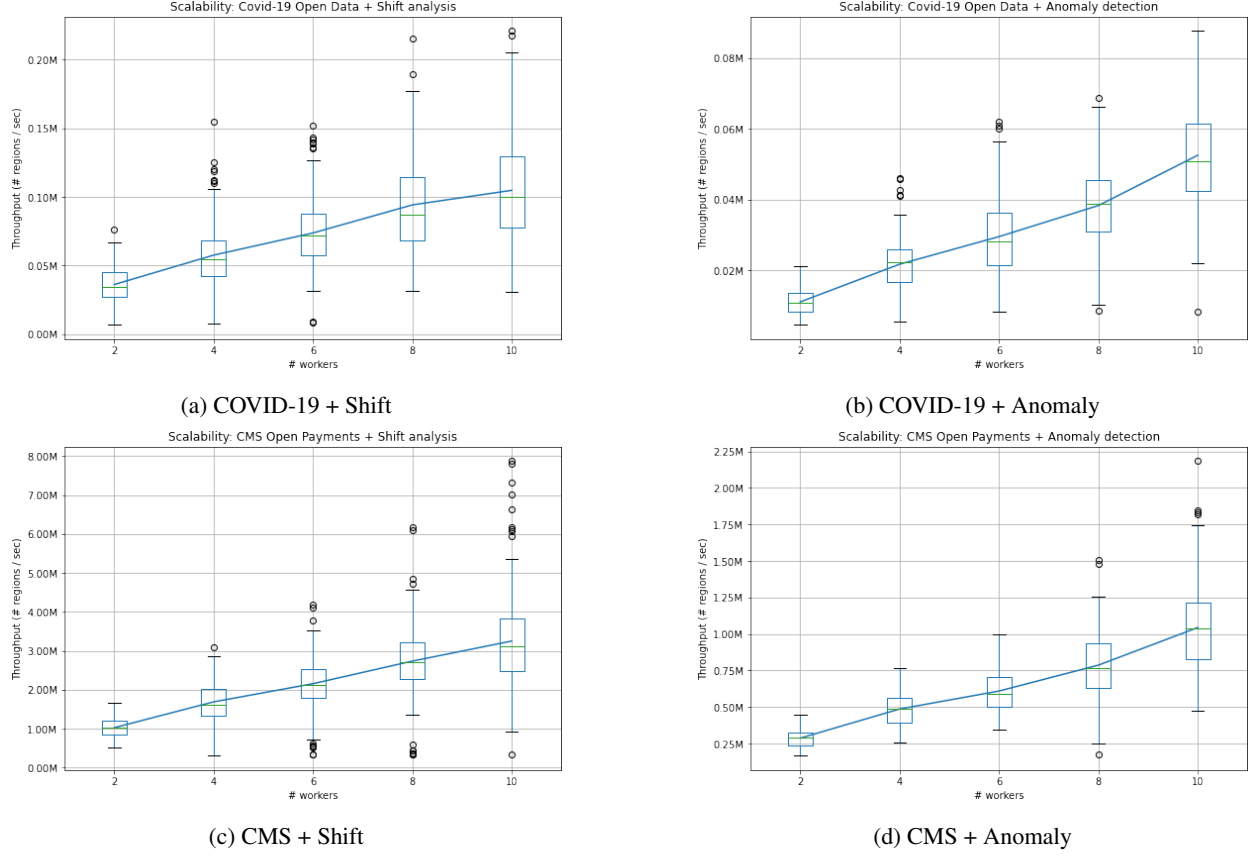 Scalability: Covid-19 Open Data + Shift analysis
0.20M
0.15M
0.10M
0.05M
0.00M
Throughput (# regions / sec)
2 4 6 8 10
# workers
(a) COVID-19 + Shift
Scalability: Covid-19 Open Data + Anomaly detection
0.08M
0.06M
0.04M
0.02M
Throughput (# regions / sec)
2 4 6 8 10
# workers
(b) COVID-19 + Anomaly
Scalability: CMS Open Payments + Shift analysis
8.00M
7.00M
6.00M
5.00M
4.00M
3.00M
2.00M
1.00M
0.00M
Throughput (# regions / sec)
2 4 6 8 10
# workers
(c) CMS + Shift
Scalability: CMS Open Payments + Anomaly detection
2.25M
2.00M
1.75M
1.50M
1.25M
1.00M
0.75M
0.50M
0.25M
Throughput (# regions / sec)
2 4 6 8 10
# workers
(d) CMS + Anomaly